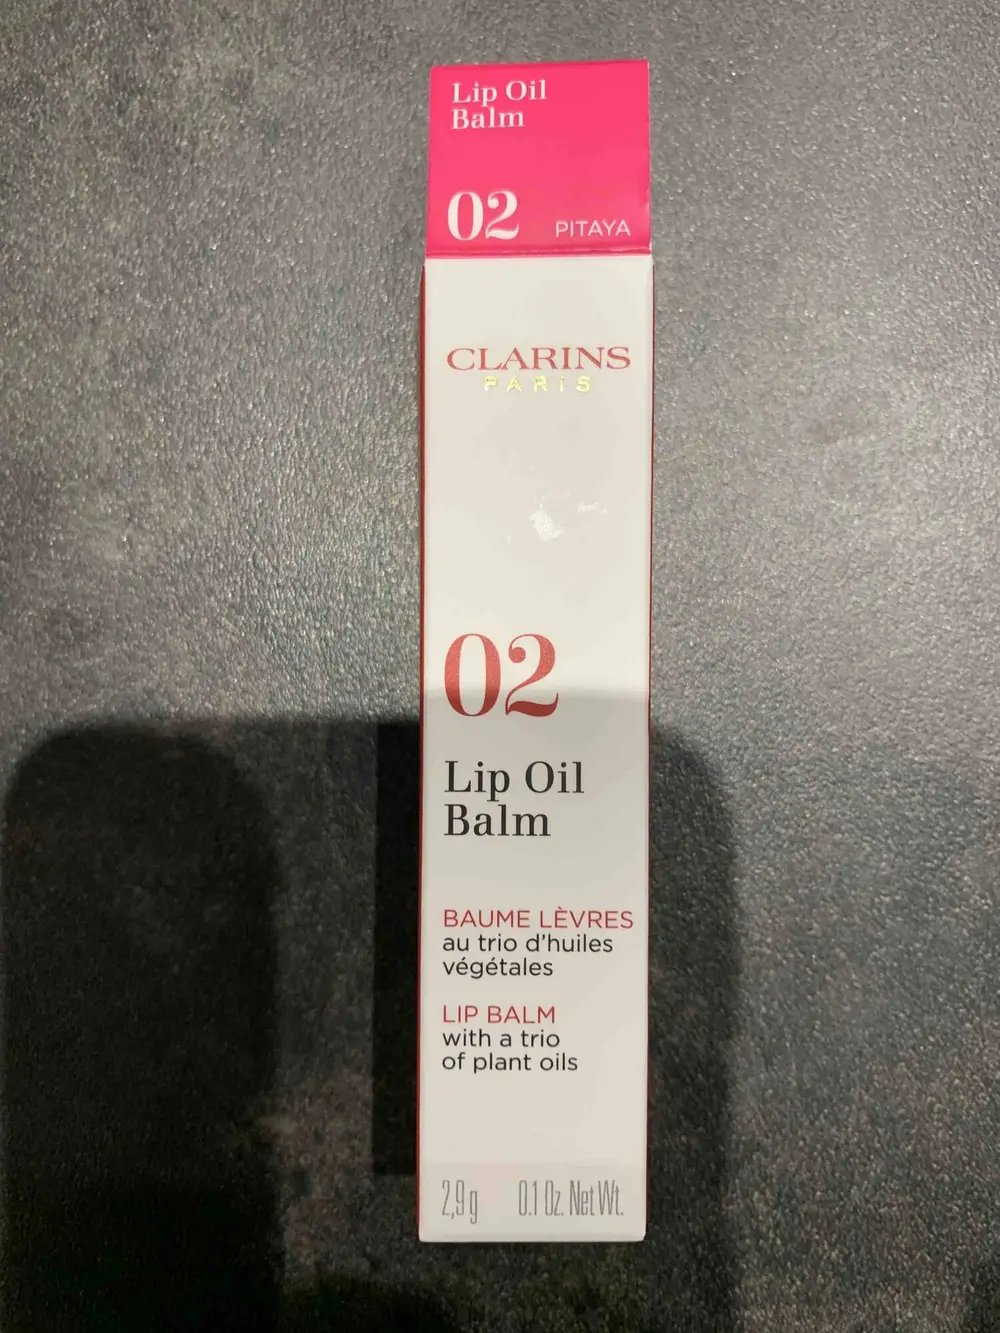 Lip Oil
Balm
02 PITAYA
CLARINS
PARIS
02
Lip Oil
Balm
BAUME LÈVRES
au trio d'huiles
végétales
LIP BALM
with a trio
of plant oils
2,9 g 0.1 Oz. Net Wt.